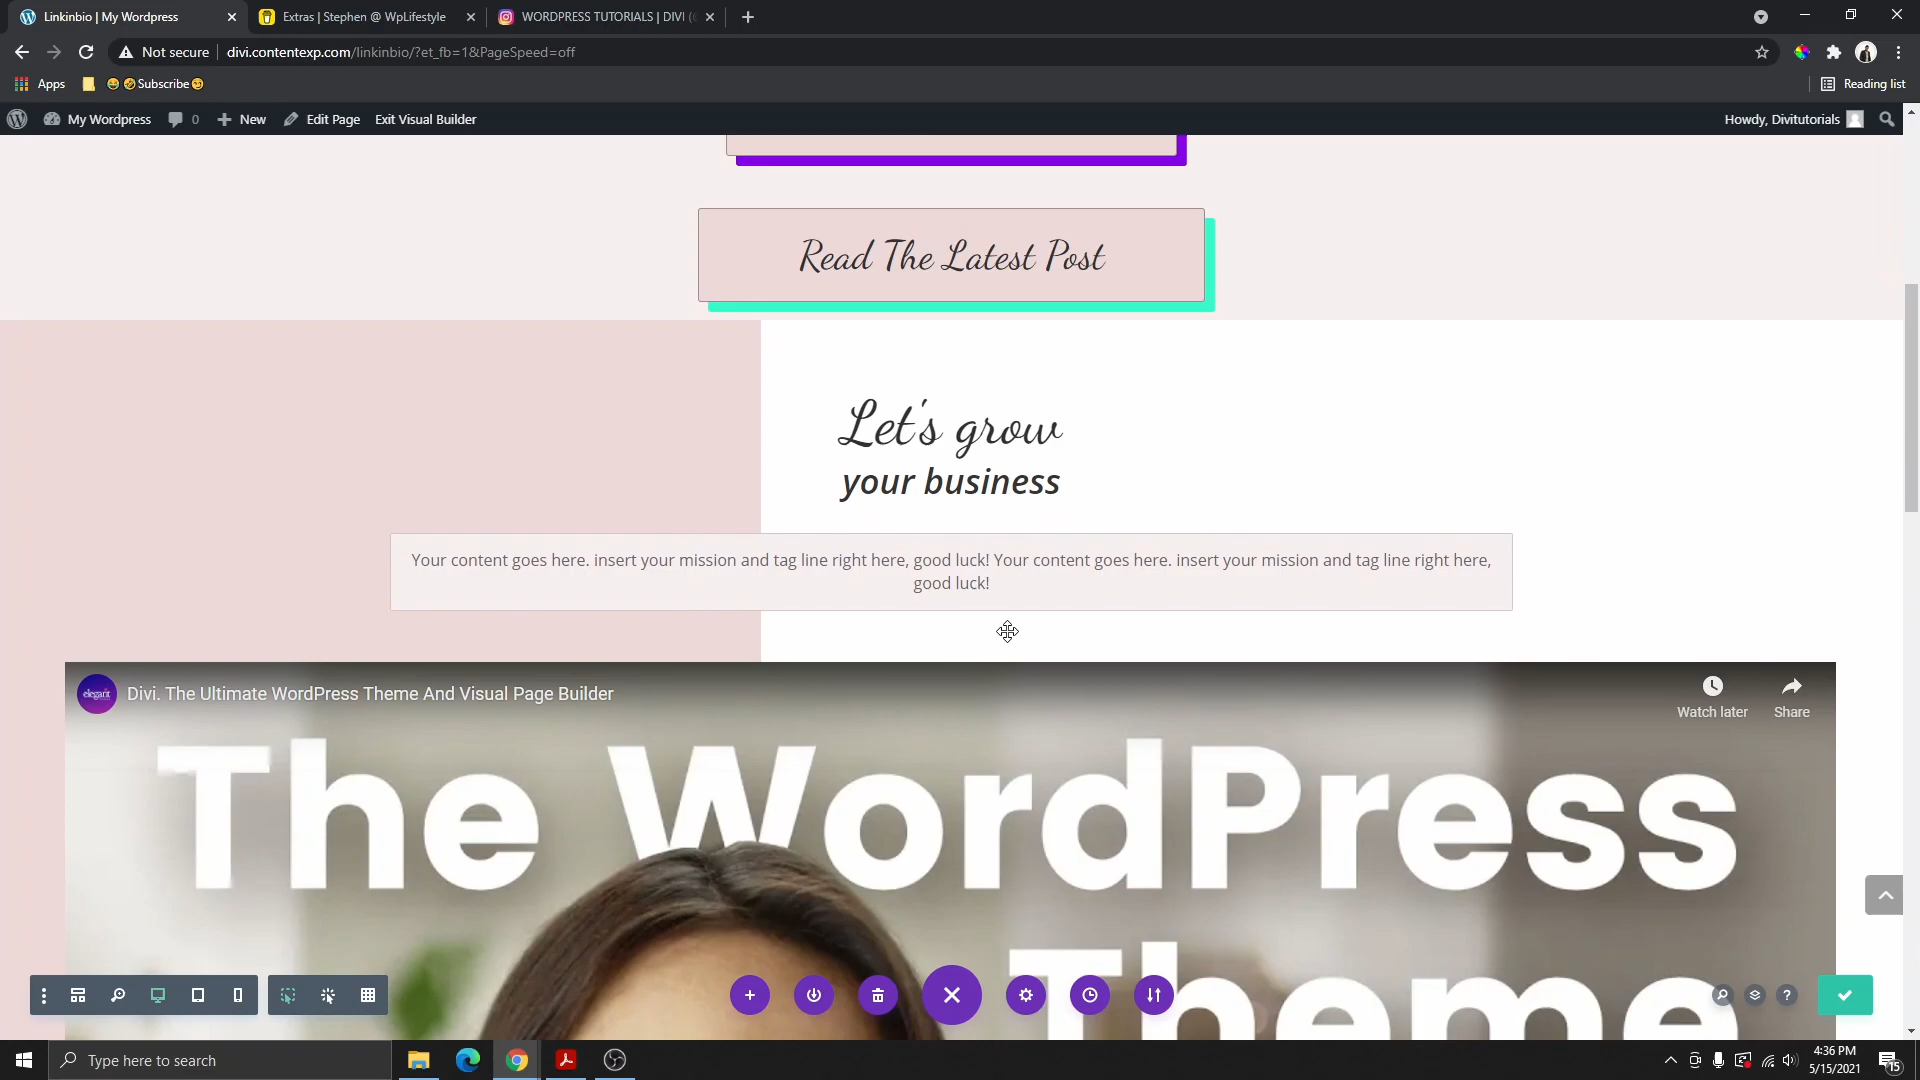 Linkinbio | My Wordpress
Extras | Stephen @ WpLifestyle
WORDPRESS TUTORIALS | DIVI (
Not secure
divi.contentexp.com/linkinbio/?et_fb=1&PageSpeed=off
Apps
Subscribe
Reading list
My Wordpress
0
New
Edit Page
Exit Visual Builder
Howdy, Divitutorials
Read The Latest Post
Let's grow
your business
Your content goes here. insert your mission and tag line right here, good luck! Your content goes here. insert your mission and tag line right here,
good luck!
elegant
Divi. The Ultimate WordPress Theme And Visual Page Builder
Watch later
Share
The WordPress
Theme
Type here to search
4:36 PM
5/15/2021
15